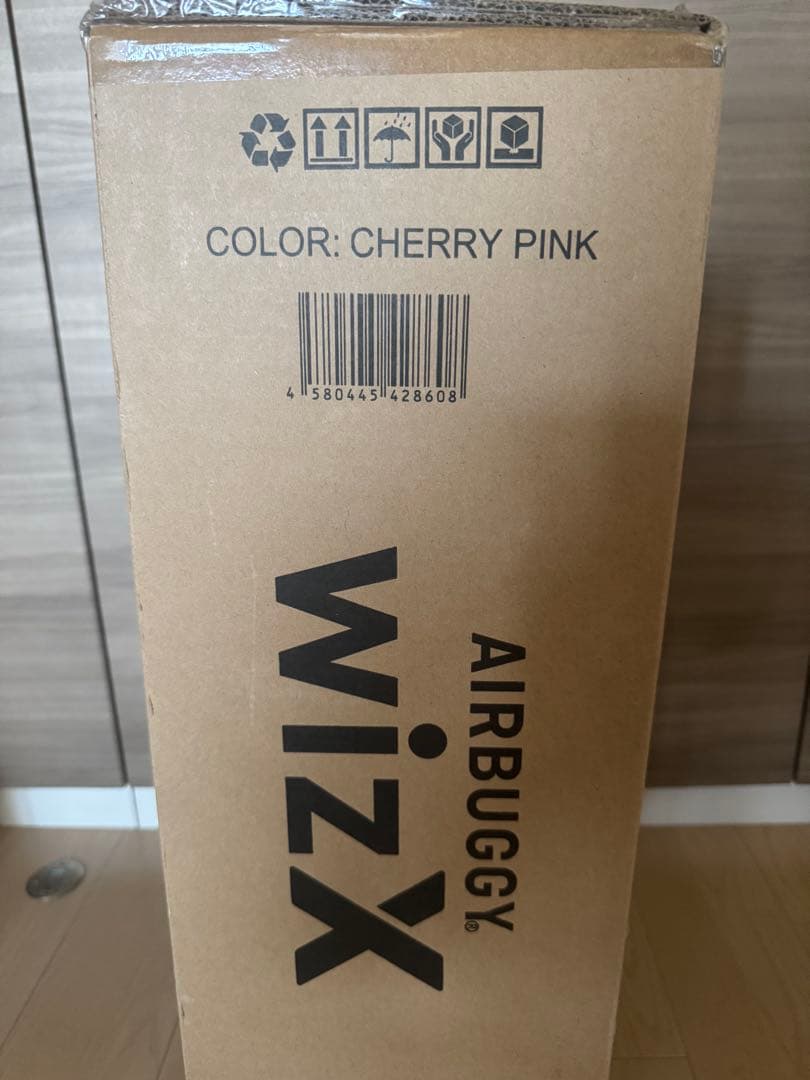 COLOR: CHERRY PINK
4 580445 428608
AIRBUGGY®
wizX